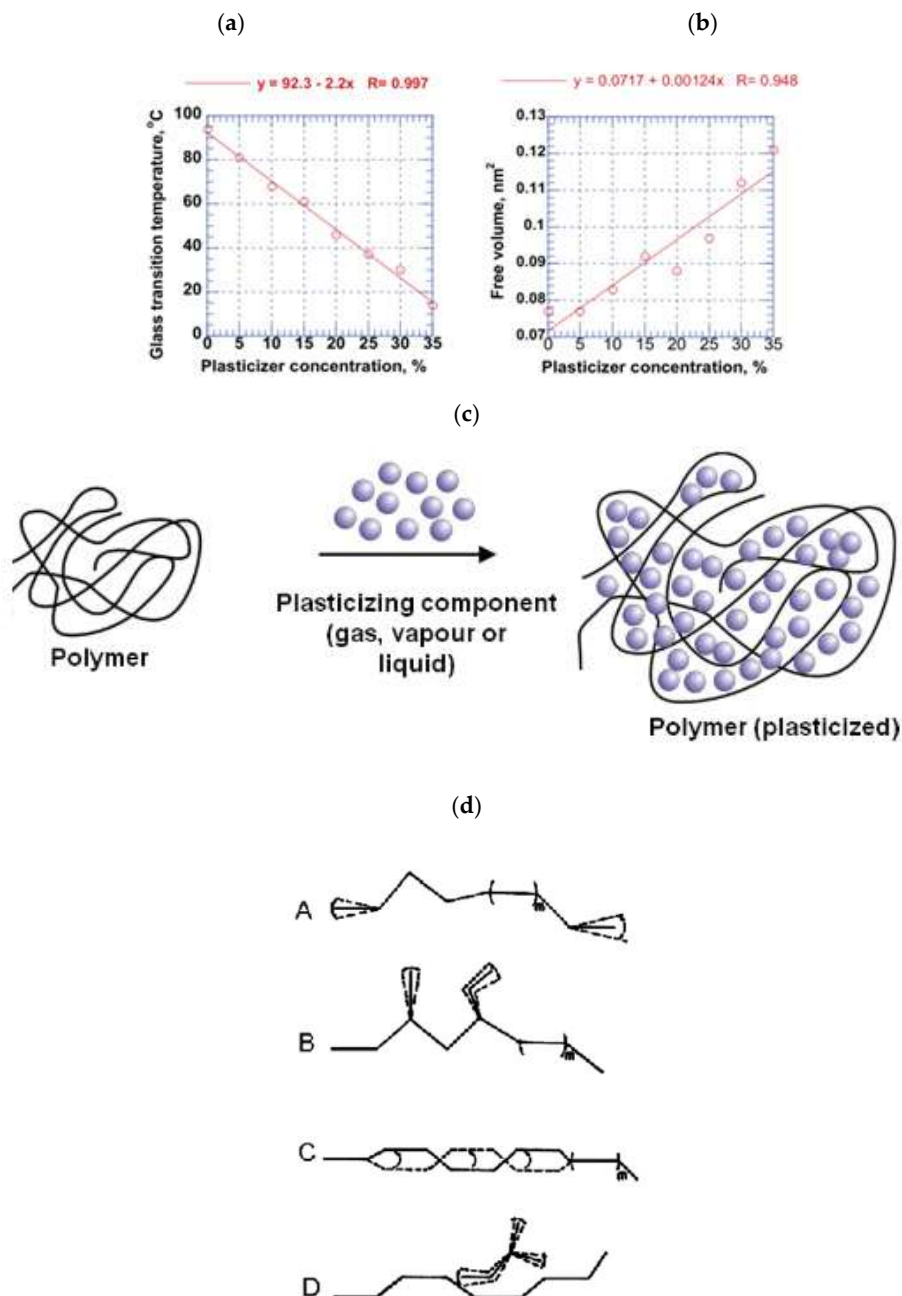 (a)
(b)
y = 92.3 - 2.2x R= 0.997
y = 0.0717 + 0.00124x R= 0.948
Glass transition temperature, °C
100
80
60
40
20
0
0 5 10 15 20 25 30 35
Plasticizer concentration, %
Free volume, nm²
0.13
0.12
0.11
0.10
0.09
0.08
0.07
0 5 10 15 20 25 30 35
Plasticizer concentration, %
(c)
Polymer
Plasticizing component
(gas, vapour or
liquid)
Polymer (plasticized)
(d)
A
m
B
m
C
m
D